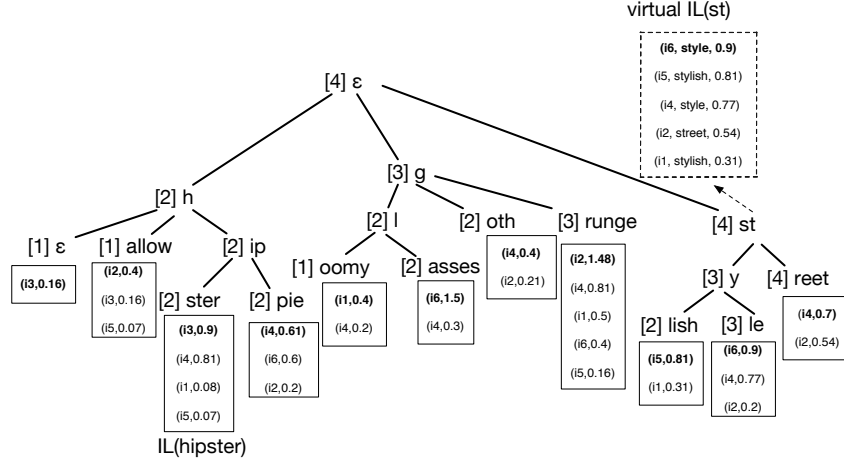 virtual IL(st)
(i6, style, 0.9)
(i5, stylish, 0.81)
(i4, style, 0.77)
(i2, street, 0.54)
(i1, stylish, 0.31)
[4] ε
[2] h
[3] g
[4] st
[1] ε
[1] allow
[2] ip
[2] l
[2] oth
[3] runge
(i3,0.16)
(i2,0.4)
(i3,0.16)
(i5,0.07)
[2] ster
[2] pie
[1] oomy
[2] asses
(i4,0.4)
(i2,0.21)
(i2,1.48)
(i4,0.81)
(i1,0.5)
(i6,0.4)
(i5,0.16)
[3] y
[4] reet
(i3,0.9)
(i4,0.81)
(i1,0.08)
(i5,0.07)
IL(hipster)
(i4,0.61)
(i6,0.6)
(i2,0.2)
(i1,0.4)
(i4,0.2)
(i6,1.5)
(i4,0.3)
[2] lish
[3] le
(i4,0.7)
(i2,0.54)
(i5,0.81)
(i1,0.31)
(i6,0.9)
(i4,0.77)
(i2,0.2)